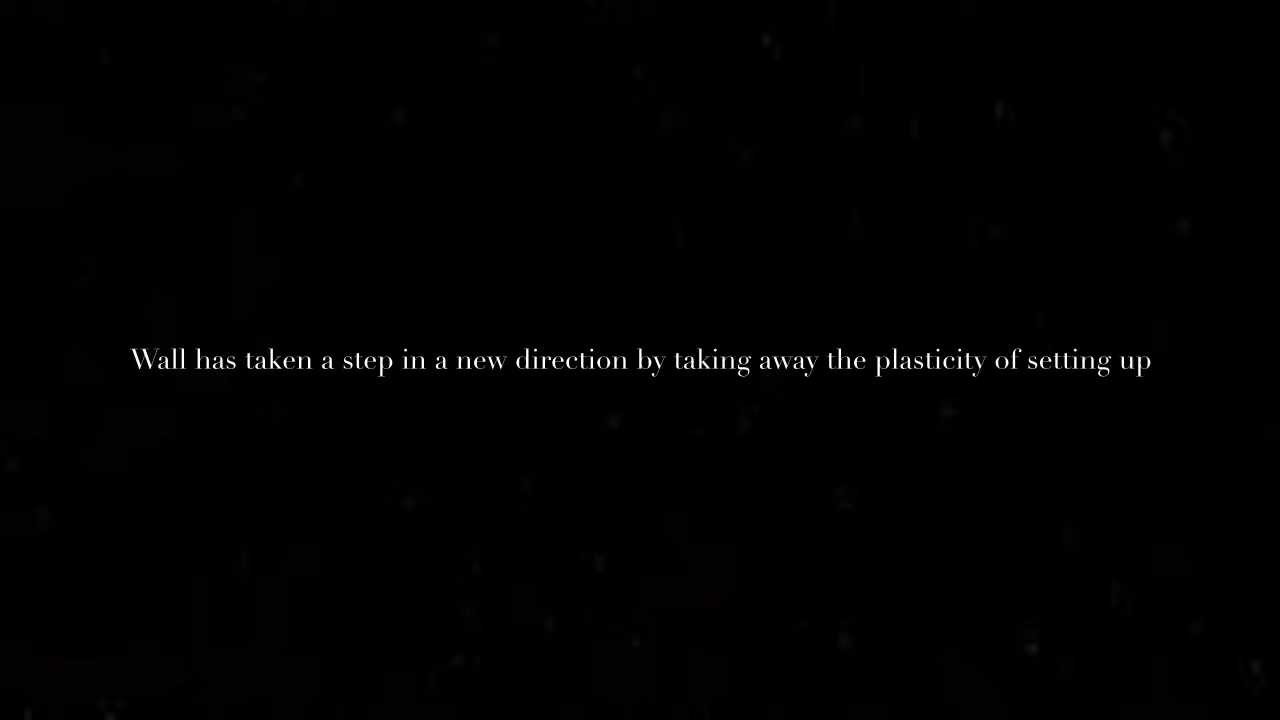 Wall has taken a step in a new direction by taking away the plasticity of setting up